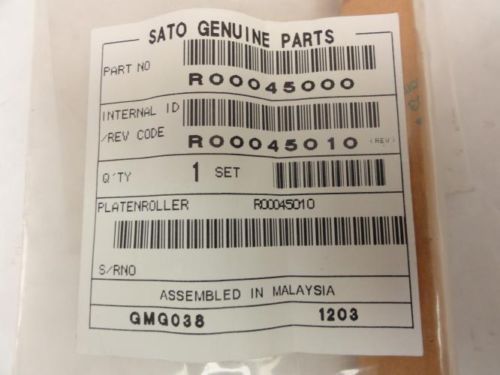 SATO GENUINE PARTS
PART NO
R00045000
INTERNAL ID
/REV CODE R00045010 (REV)
Q'TY 1 SET
PLATENROLLER R00045010
S/RNO
ASSEMBLED IN MALAYSIA
GMG038 1203